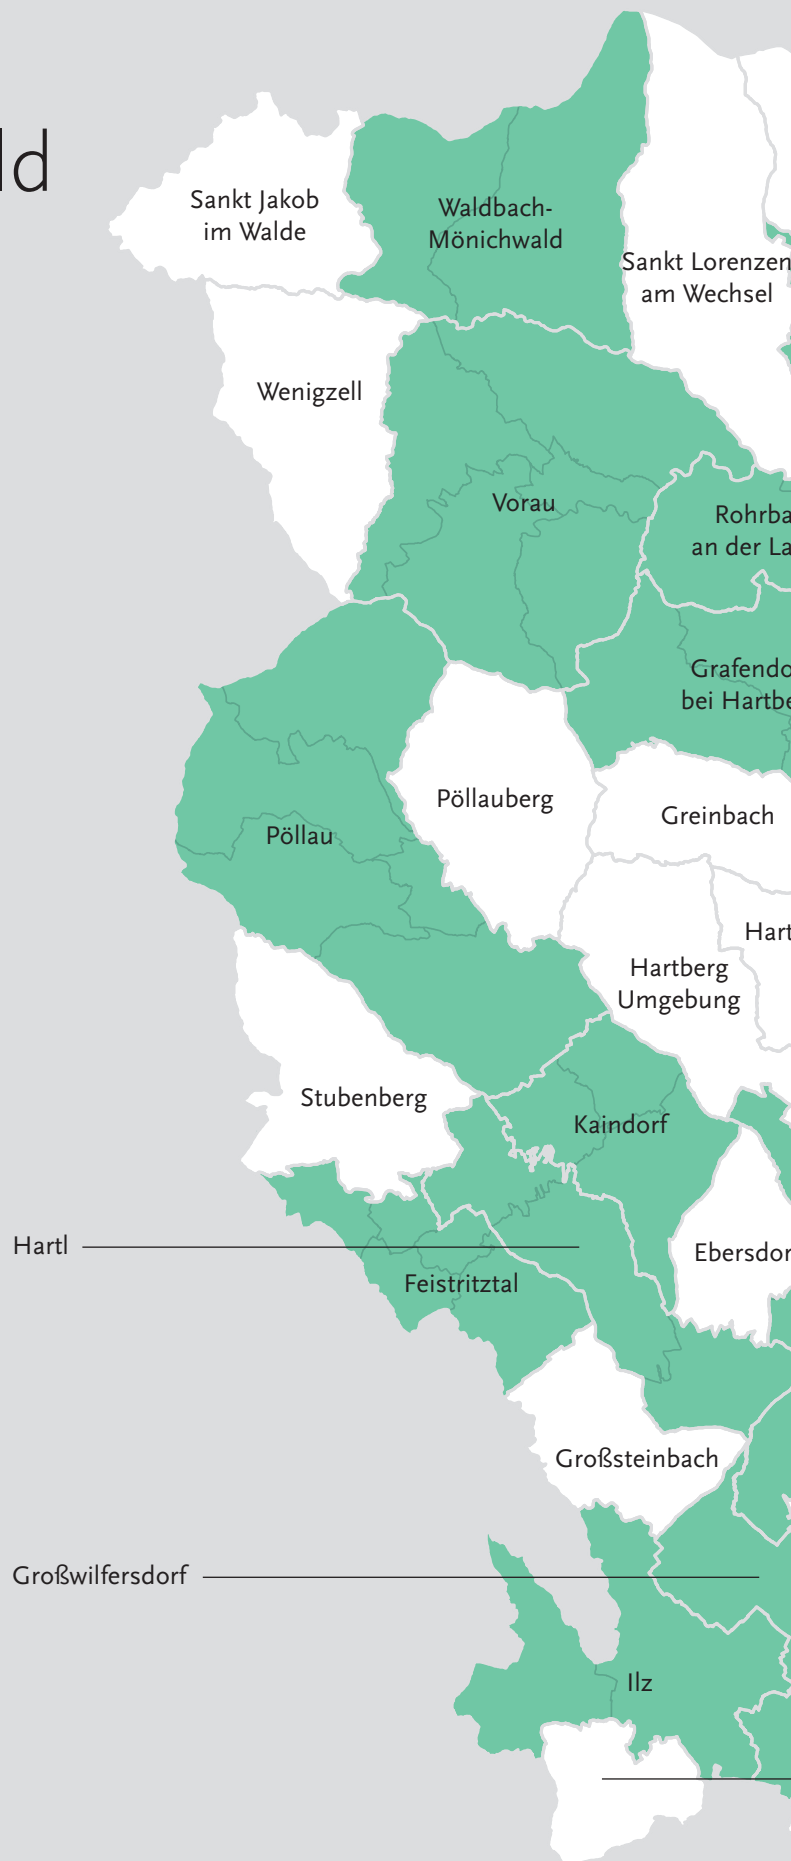 ld
Sankt Jakob
im Walde
Waldbach-
Mönichwald
Sankt Lorenzen
am Wechsel
Wenigzell
Vorau
Rohrba
an der La
Grafendo
bei Hartbe
Pöllauberg
Greinbach
Pöllau
Hart
Hartberg
Umgebung
Stubenberg
Kaindorf
Hartl
Ebersdor
Feistritztal
Großsteinbach
Großwilfersdorf
Ilz